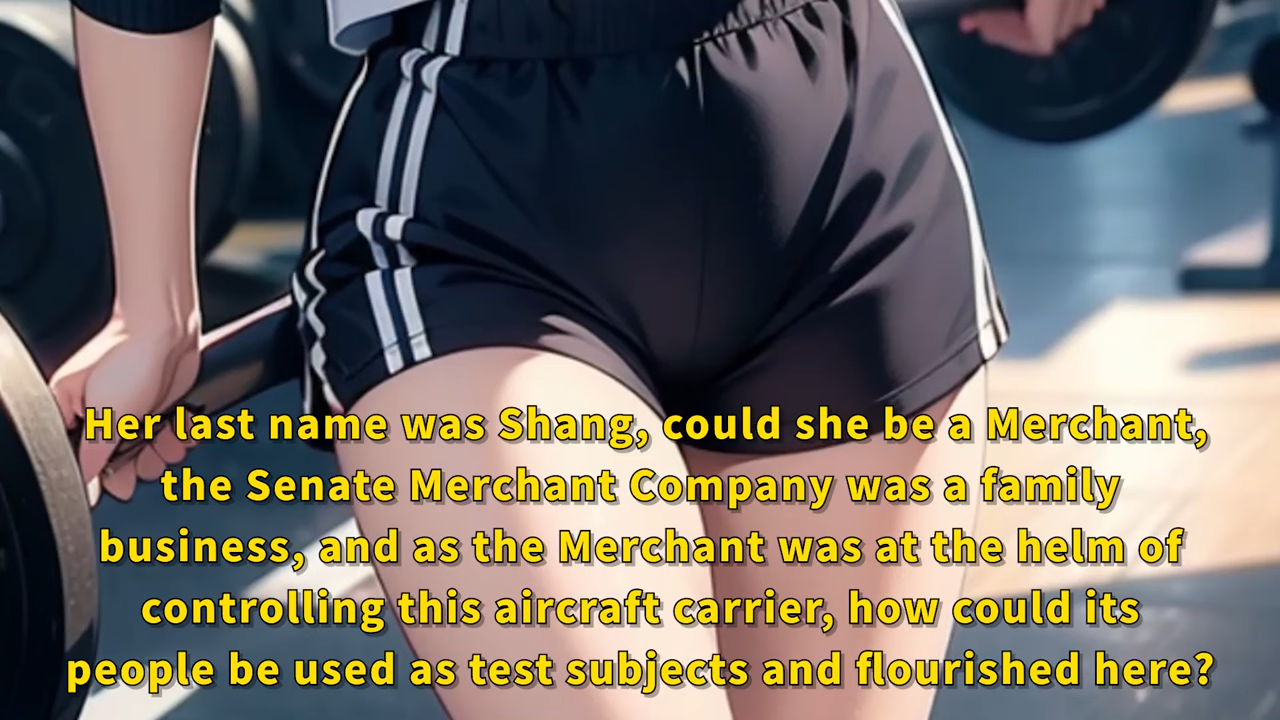 Her last name was Shang, could she be a Merchant,
the Senate Merchant Company was a family
business, and as the Merchant was at the helm of
controlling this aircraft carrier, how could its
people be used as test subjects and flourished here?